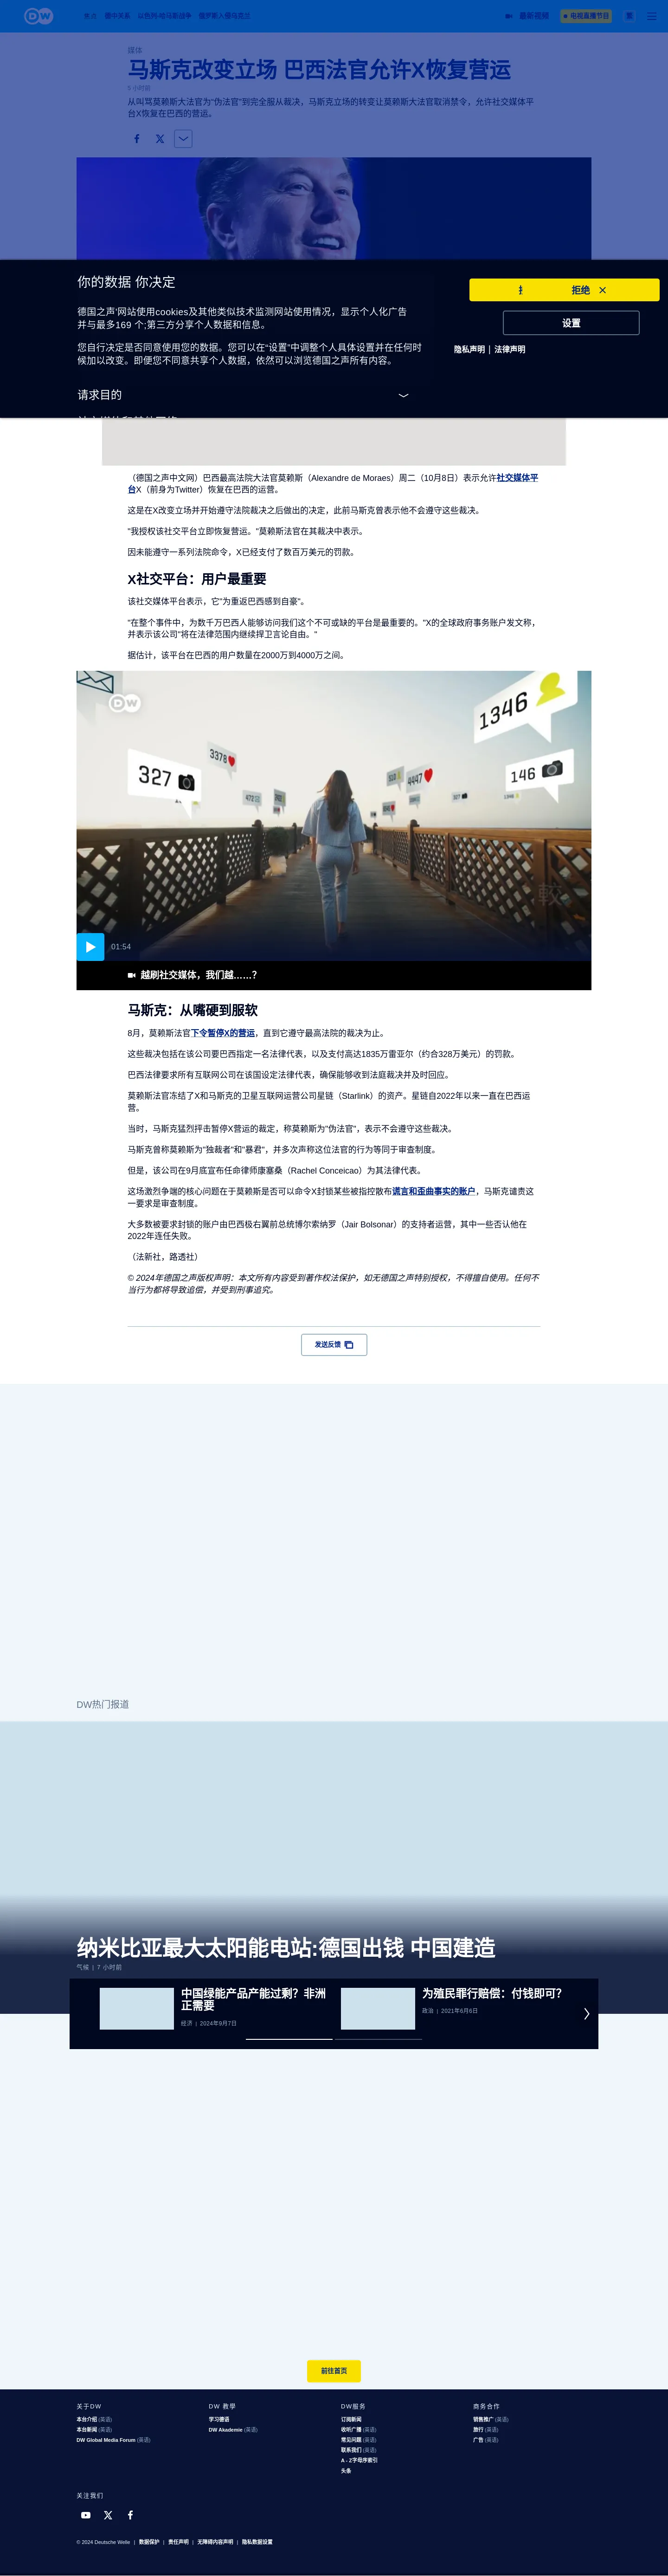 DW
焦点 德中关系 以色列-哈马斯战争 俄罗斯入侵乌克兰 最新视频 电视直播节目 繁
媒体
马斯克改变立场 巴西法官允许X恢复营运
5 小时前
从叫骂莫赖斯大法官为“伪法官”到完全服从裁决，马斯克立场的转变让莫赖斯大法官取消禁令，允许社交媒体平
台X恢复在巴西的营运。
你的数据 你决定
拒绝
德国之声'网站使用cookies及其他类似技术监测网站使用情况，显示个人化广告
并与最多169 个;第三方分享个人数据和信息。
设置
您自行决定是否同意使用您的数据。您可以在“设置”中调整个人具体设置并在任何时
候加以改变。即便您不同意共享个人数据，依然可以浏览德国之声所有内容。
隐私声明 | 法律声明
请求目的
（德国之声中文网）巴西最高法院大法官莫赖斯（Alexandre de Moraes）周二（10月8日）表示允许社交媒体平
台X（前身为Twitter）恢复在巴西的运营。
这是在X改变立场并开始遵守法院裁决之后做出的决定，此前马斯克曾表示他不会遵守这些裁决。
"我授权该社交平台立即恢复营运。"莫赖斯法官在其裁决中表示。
因未能遵守一系列法院命令，X已经支付了数百万美元的罚款。
X社交平台：用户最重要
该社交媒体平台表示，它"为重返巴西感到自豪"。
"在整个事件中，为数千万巴西人能够访问我们这个不可或缺的平台是最重要的。"X的全球政府事务账户发文称，
并表示该公司"将在法律范围内继续捍卫言论自由。"
据估计，该平台在巴西的用户数量在2000万到4000万之间。
DW
1346
3378
327
4447
146
01:54
越刷社交媒体，我们越……？
马斯克：从嘴硬到服软
8月，莫赖斯法官下令暂停X的营运，直到它遵守最高法院的裁决为止。
这些裁决包括在该公司要巴西指定一名法律代表，以及支付高达1835万雷亚尔（约合328万美元）的罚款。
巴西法律要求所有互联网公司在该国设定法律代表，确保能够收到法庭裁决并及时回应。
莫赖斯法官冻结了X和马斯克的卫星互联网运营公司星链（Starlink）的资产。星链自2022年以来一直在巴西运
营。
当时，马斯克猛烈抨击暂停X营运的裁定，称莫赖斯为"伪法官"，表示不会遵守这些裁决。
马斯克曾称莫赖斯为"独裁者"和"暴君"，并多次声称这位法官的行为等同于审查制度。
但是，该公司在9月底宣布任命律师康塞桑（Rachel Conceicao）为其法律代表。
这场激烈争端的核心问题在于莫赖斯是否可以命令X封锁某些被指控散布谎言和歪曲事实的账户，马斯克谴责这
一要求是审查制度。
大多数被要求封锁的账户由巴西极右翼前总统博尔索纳罗（Jair Bolsonar）的支持者运营，其中一些否认他在
2022年连任失败。
（法新社，路透社）
© 2024年德国之声版权声明：本文所有内容受到著作权法保护，如无德国之声特别授权，不得擅自使用。任何不
当行为都将导致追偿，并受到刑事追究。
发送反馈
DW热门报道
纳米比亚最大太阳能电站:德国出钱 中国建造
气候 | 7 小时前
中国绿能产品产能过剩？非洲
正需要
经济 | 2024年9月7日
为殖民罪行赔偿：付钱即可？
政治 | 2021年6月6日
前往首页
关于DW
本台介绍 (英语)
本台新闻 (英语)
DW Global Media Forum (英语)
DW 教學
学习德语
DW Akademie (英语)
DW服务
订阅新闻
收听广播 (英语)
常见问题 (英语)
联系我们 (英语)
A - Z字母序索引
头条
商务合作
销售推广 (英语)
旅行 (英语)
广告 (英语)
关注我们
© 2024 Deutsche Welle | 数据保护 | 责任声明 | 无障碍内容声明 | 隐私数据设置